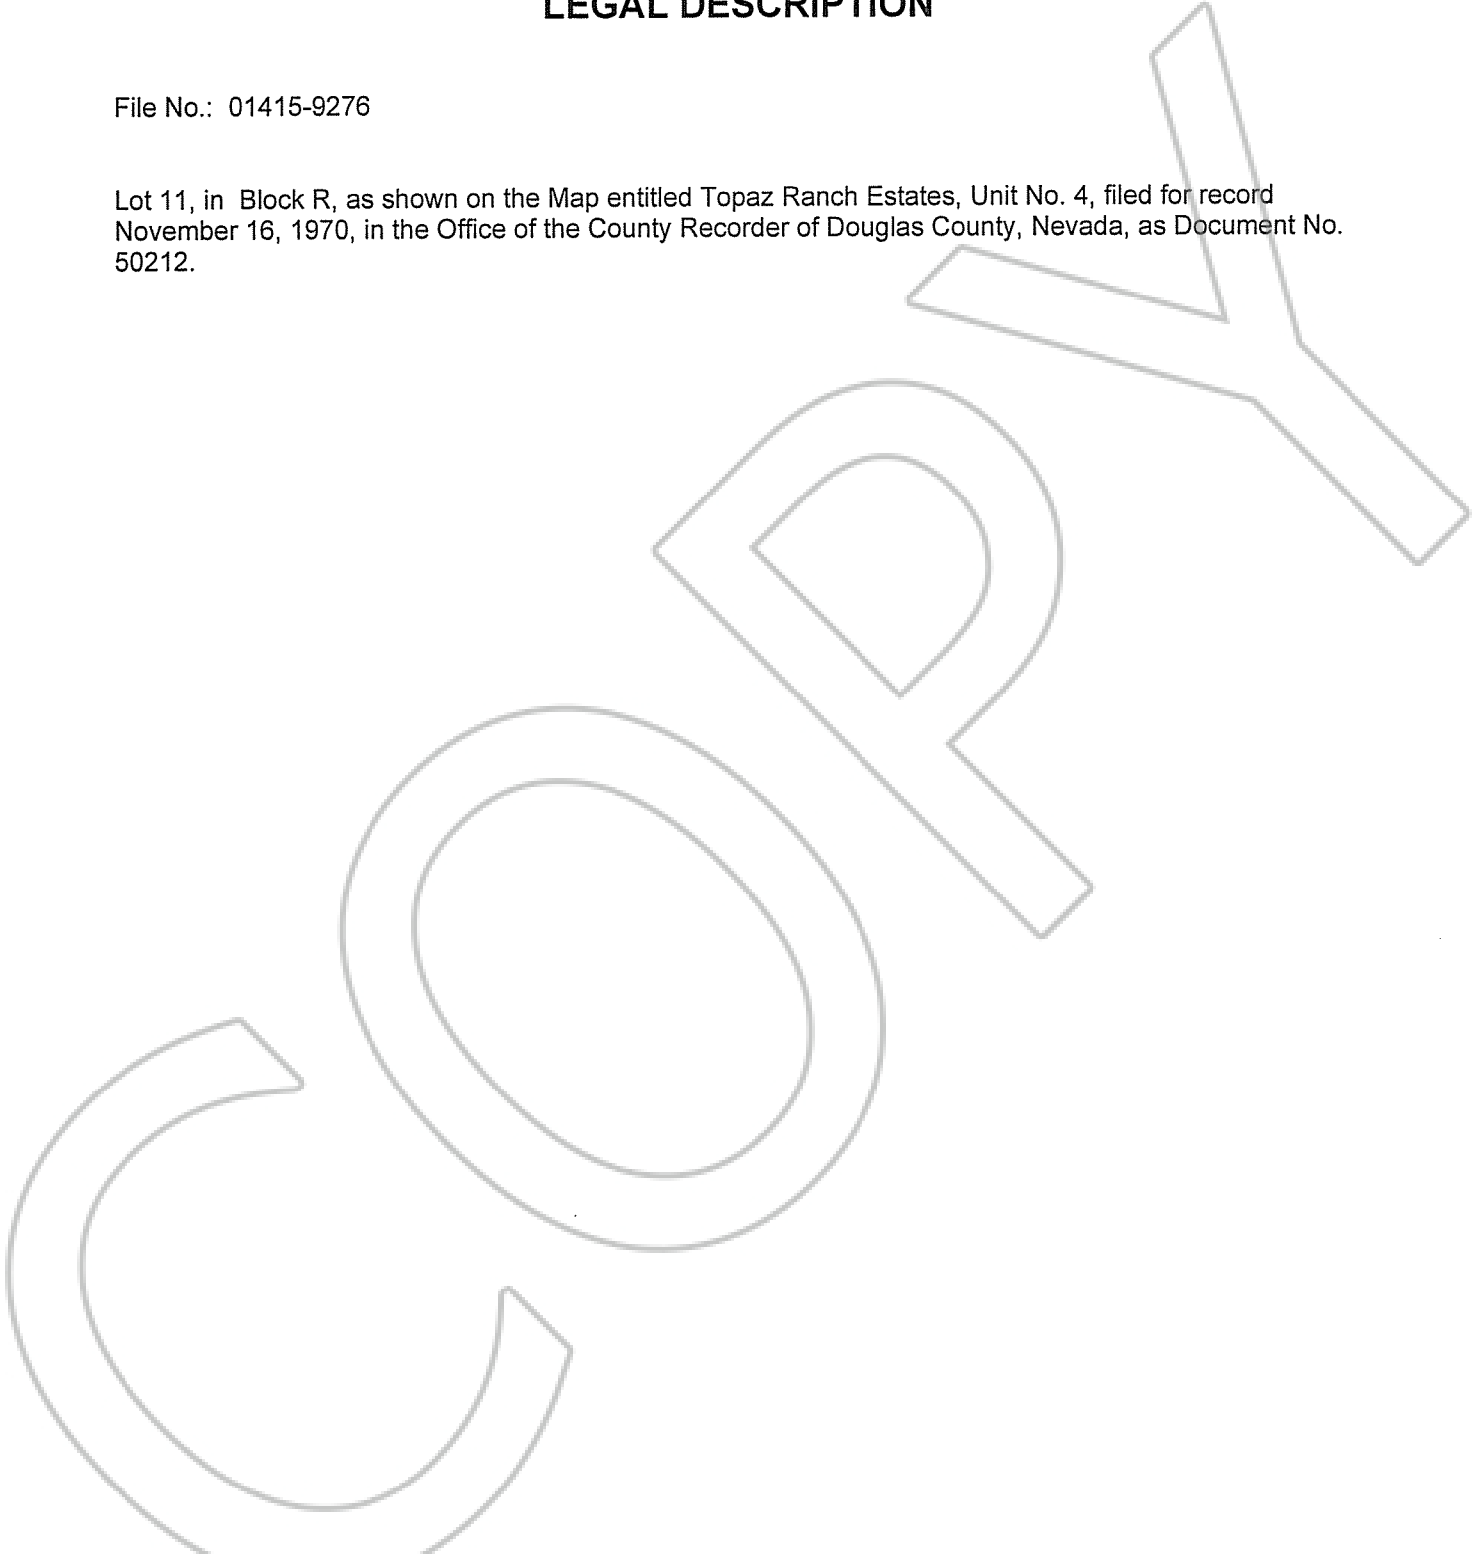 LEGAL DESCRIPTION
File No.: 01415-9276
Lot 11, in Block R, as shown on the Map entitled Topaz Ranch Estates, Unit No. 4, filed for record
November 16, 1970, in the Office of the County Recorder of Douglas County, Nevada, as Document No.
50212.
COPY